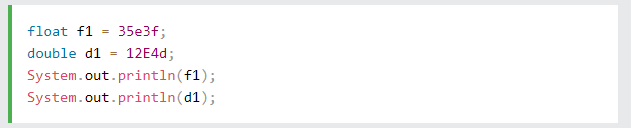 float f1 = 35e3f;
double d1 = 12E4d;
System.out.println(f1);
System.out.println(d1);